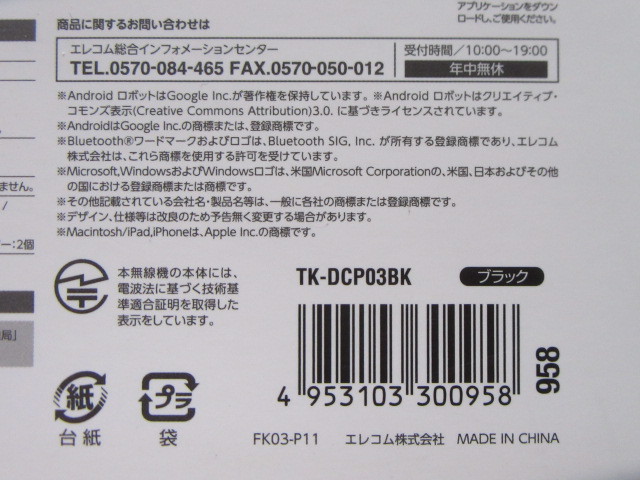 アプリケーションをダウン
ロードし、ご使用ください。
商品に関するお問い合わせは
エレコム総合インフォメーションセンター
TEL.0570-084-465 FAX.0570-050-012
受付時間/10:00~19:00
年中無休
※Android ロボットはGoogle Inc.が著作権を保持しています。※Android ロボットはクリエイティブ・
コモンズ表示(Creative Commons Attribution)3.0. に基づきライセンスされています。
※AndroidはGoogle Inc.の商標または、登録商標です。
※Bluetooth®ワードマークおよびロゴは、Bluetooth SIG, Inc. が所有する登録商標であり、エレコム
株式会社は、これら商標を使用する許可を受けています。
※Microsoft,WindowsおよびWindowsロゴは、米国Microsoft Corporationの、米国、日本およびその他
の国における登録商標または商標です。
※その他記載されている会社名・製品名等は、一般に各社の商標または登録商標です。
※デザイン、仕様等は改良のため予告無く変更する場合があります。
※Macintosh/iPad,iPhoneは、Apple Inc.の商標です。
ません。
/
ー:2個
局」
本無線機の本体には、
電波法に基づく技術基
準適合証明を取得した
表示をしています。
TK-DCP03BK
ブラック
4 953103 300958
958
紙
台紙
プラ
袋
FK03-P11 エレコム株式会社 MADE IN CHINA